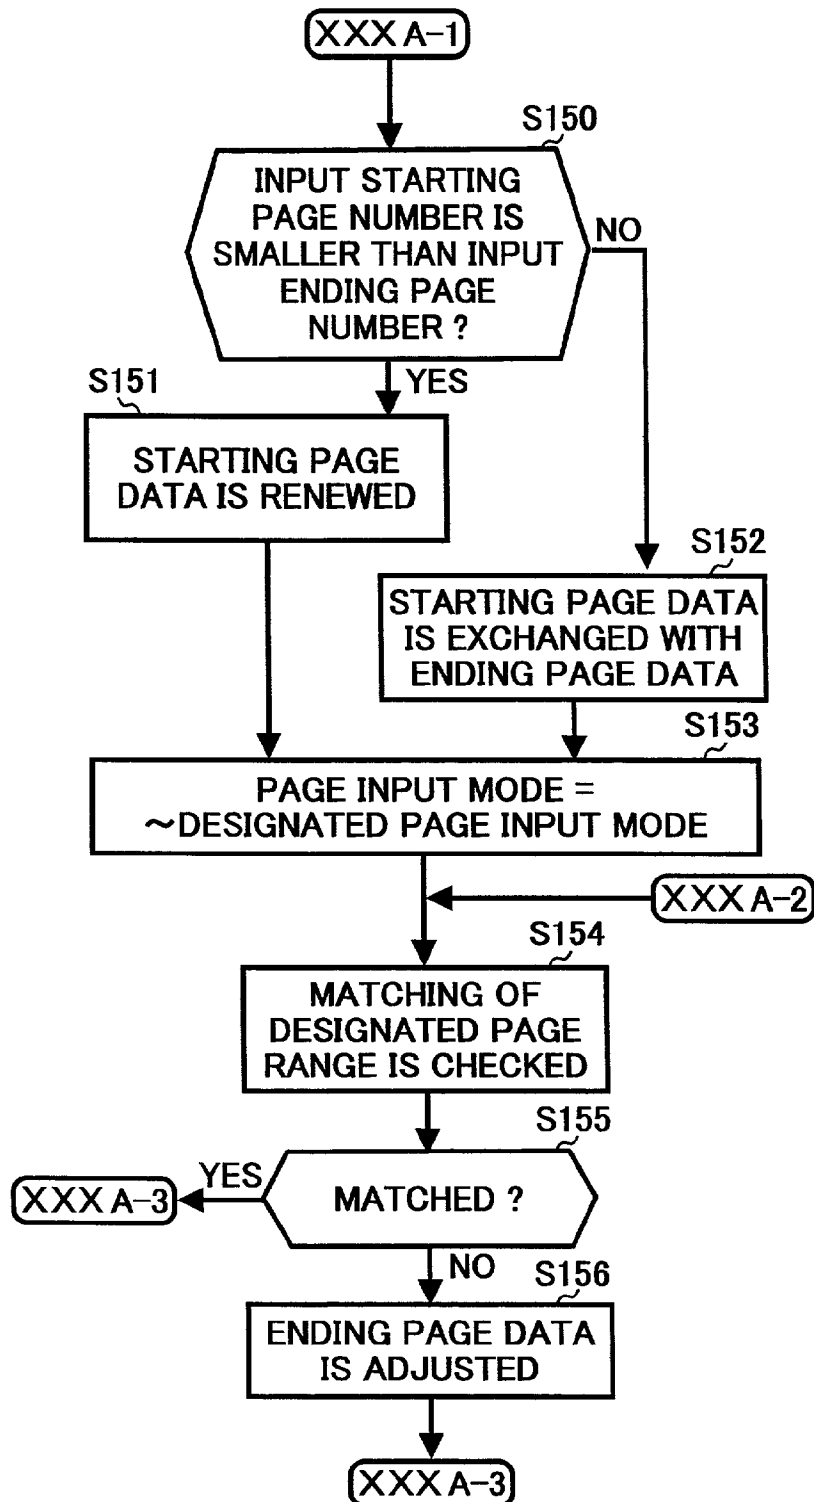 XXX A-1
S150
INPUT STARTING
PAGE NUMBER IS
SMALLER THAN INPUT
ENDING PAGE
NUMBER ?
NO
YES
S151
STARTING PAGE
DATA IS RENEWED
S152
STARTING PAGE DATA
IS EXCHANGED WITH
ENDING PAGE DATA
S153
PAGE INPUT MODE =
~DESIGNATED PAGE INPUT MODE
XXX A-2
S154
MATCHING OF
DESIGNATED PAGE
RANGE IS CHECKED
S155
MATCHED ?
YES
XXX A-3
NO
S156
ENDING PAGE DATA
IS ADJUSTED
XXX A-3